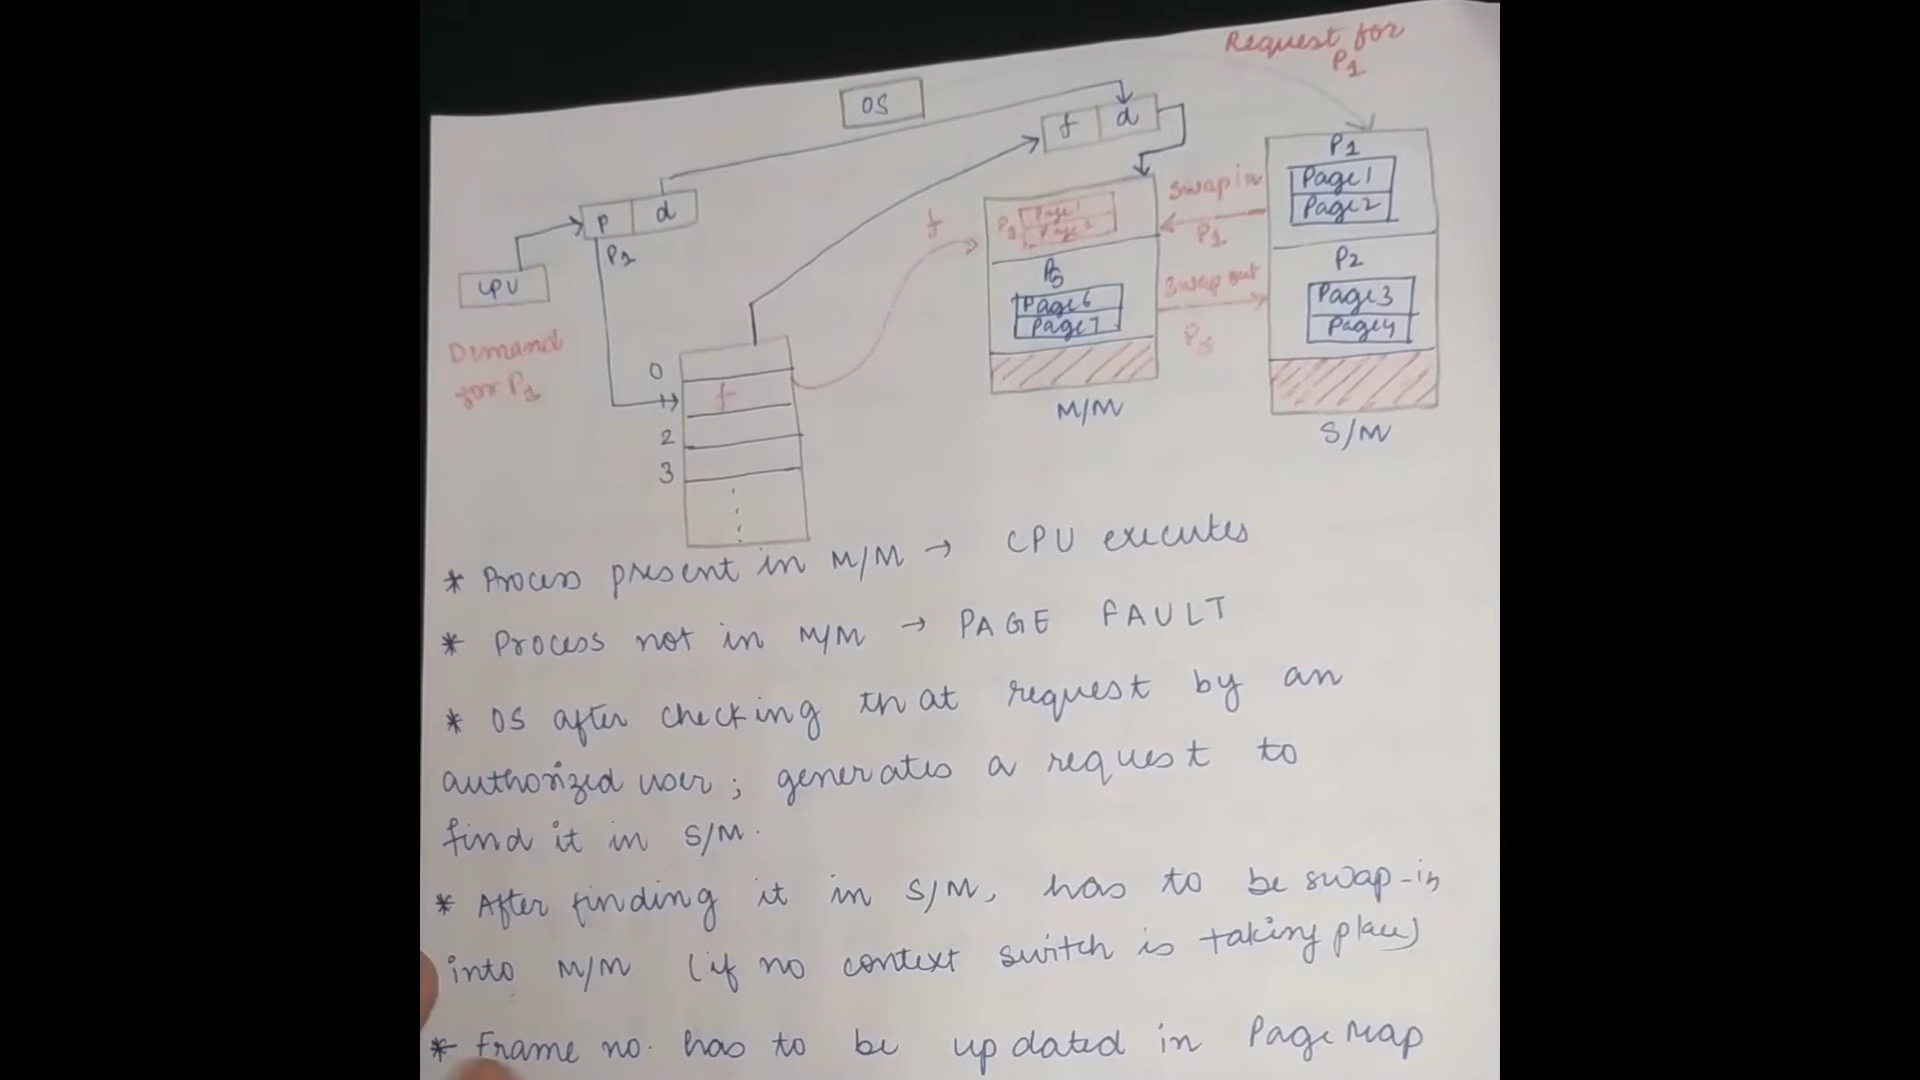 Request for
P1
OS
f d
p d
P1
CPU
Demand
for P1
0
1
2
3
f
f
P1 Page1
Page2
P5
Page6
Page7
M/M
Swap in
P1
Swap out
P5
P1
Page1
Page2
P2
Page3
Page4
S/M
* Process present in M/M → CPU executes
* Process not in M/M → PAGE FAULT
* OS after checking that request by an
authorized user; generates a request to
find it in S/M.
* After finding it in S/M, has to be swap-in
into M/M (if no context switch is taking place)
* Frame no. has to be updated in Page Map